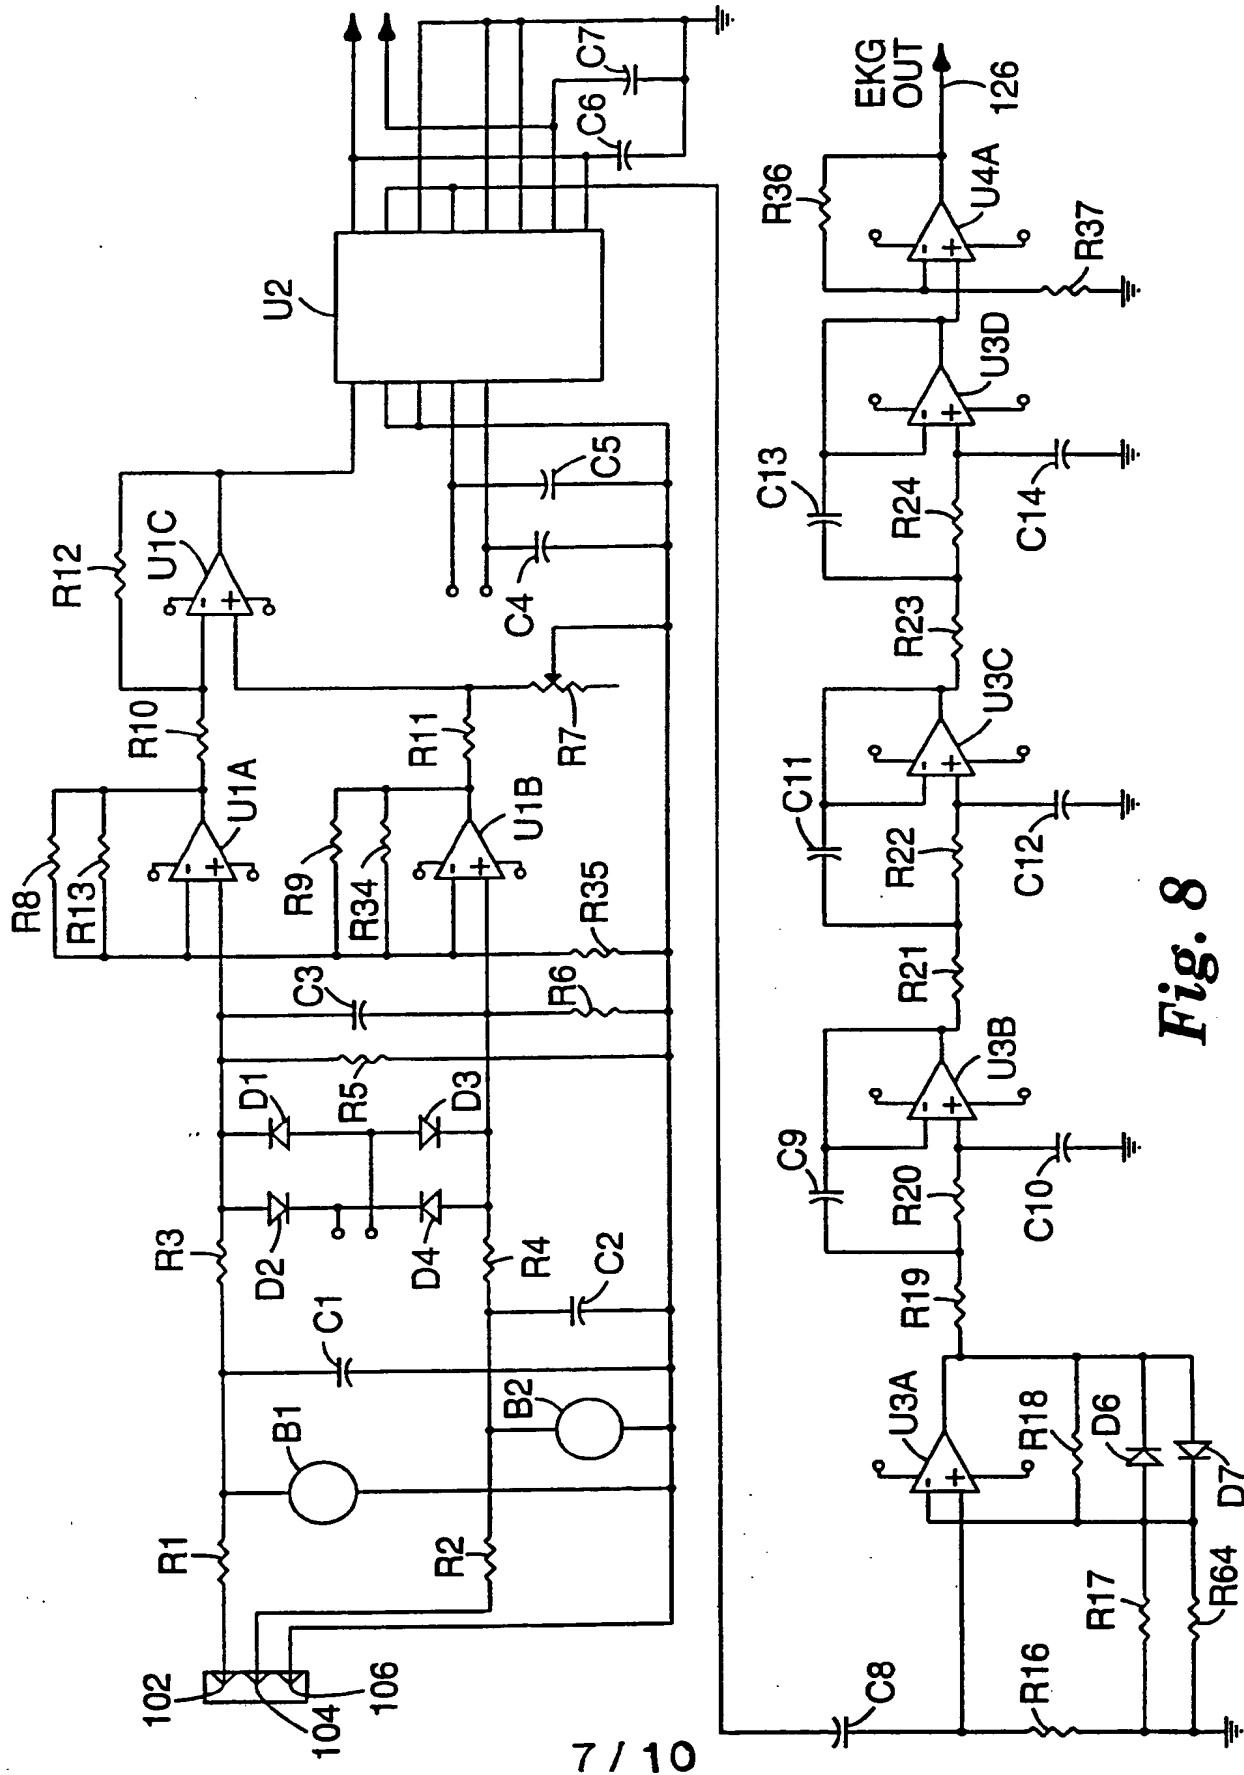 102
104
106
R1
R2
B1
B2
C1
C2
R3
R4
D2
D1
D4
D3
R5
C3
R6
R35
R8
R13
U1A
R9
R34
U1B
R10
R11
R7
R12
U1C
C4
C5
U2
C6
C7
C8
R16
R17
R64
U3A
R18
D6
D7
R19
C9
R20
C10
U3B
R21
C11
R22
C12
U3C
R23
C13
R24
C14
U3D
R36
R37
U4A
EKG
OUT
126
- +
- +
- +
- +
- +
- +
- +
- +
Fig. 8
7 / 10